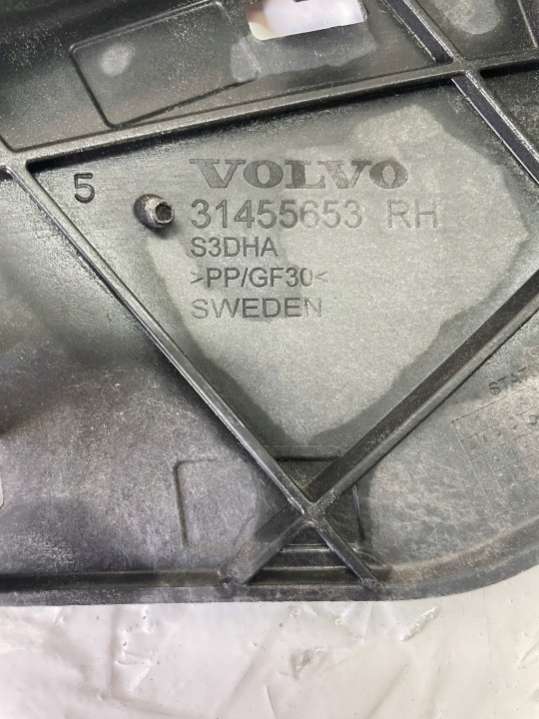 VOLVO
5
31455653 RH
S3DHA
>PP/GF30<
SWEDEN